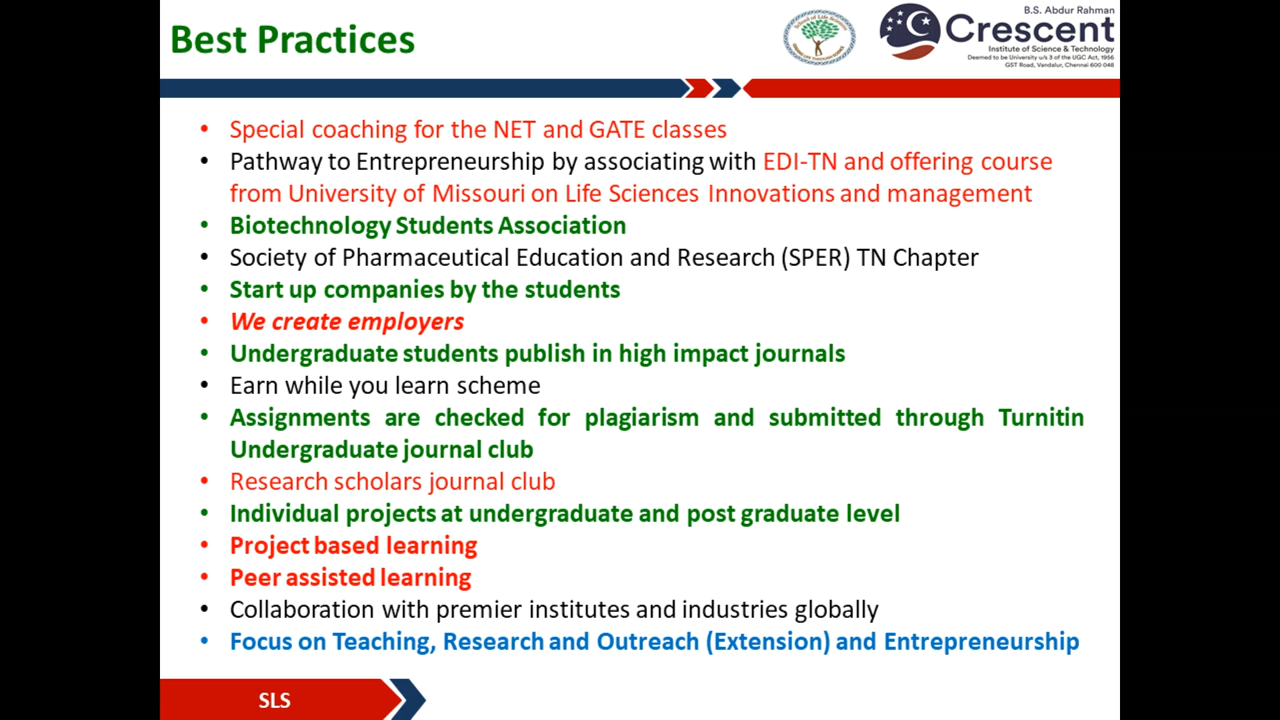 Best Practices
School of Life Sciences
B.S. Abdur Rahman
Crescent
Institute of Science & Technology
Deemed to be University u/s 3 of the UGC Act, 1956
GST Road, Vandalur, Chennai 600 048
• Special coaching for the NET and GATE classes
• Pathway to Entrepreneurship by associating with EDI-TN and offering course
from University of Missouri on Life Sciences Innovations and management
• Biotechnology Students Association
• Society of Pharmaceutical Education and Research (SPER) TN Chapter
• Start up companies by the students
• We create employers
• Undergraduate students publish in high impact journals
• Earn while you learn scheme
• Assignments are checked for plagiarism and submitted through Turnitin
Undergraduate journal club
• Research scholars journal club
• Individual projects at undergraduate and post graduate level
• Project based learning
• Peer assisted learning
• Collaboration with premier institutes and industries globally
• Focus on Teaching, Research and Outreach (Extension) and Entrepreneurship
SLS